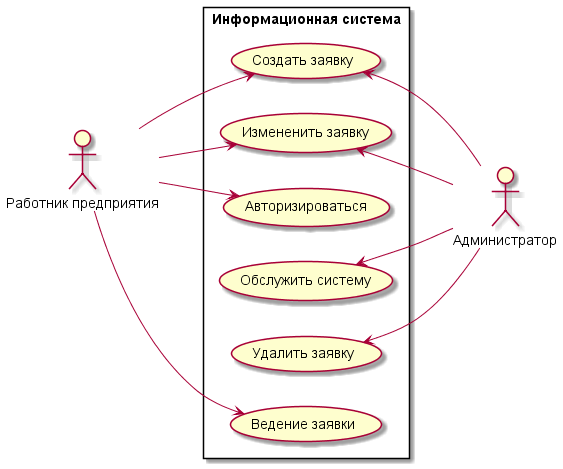 Информационная система
Создать заявку
Измененить заявку
Авторизироваться
Обслужить систему
Удалить заявку
Ведение заявки
Работник предприятия
Администратор